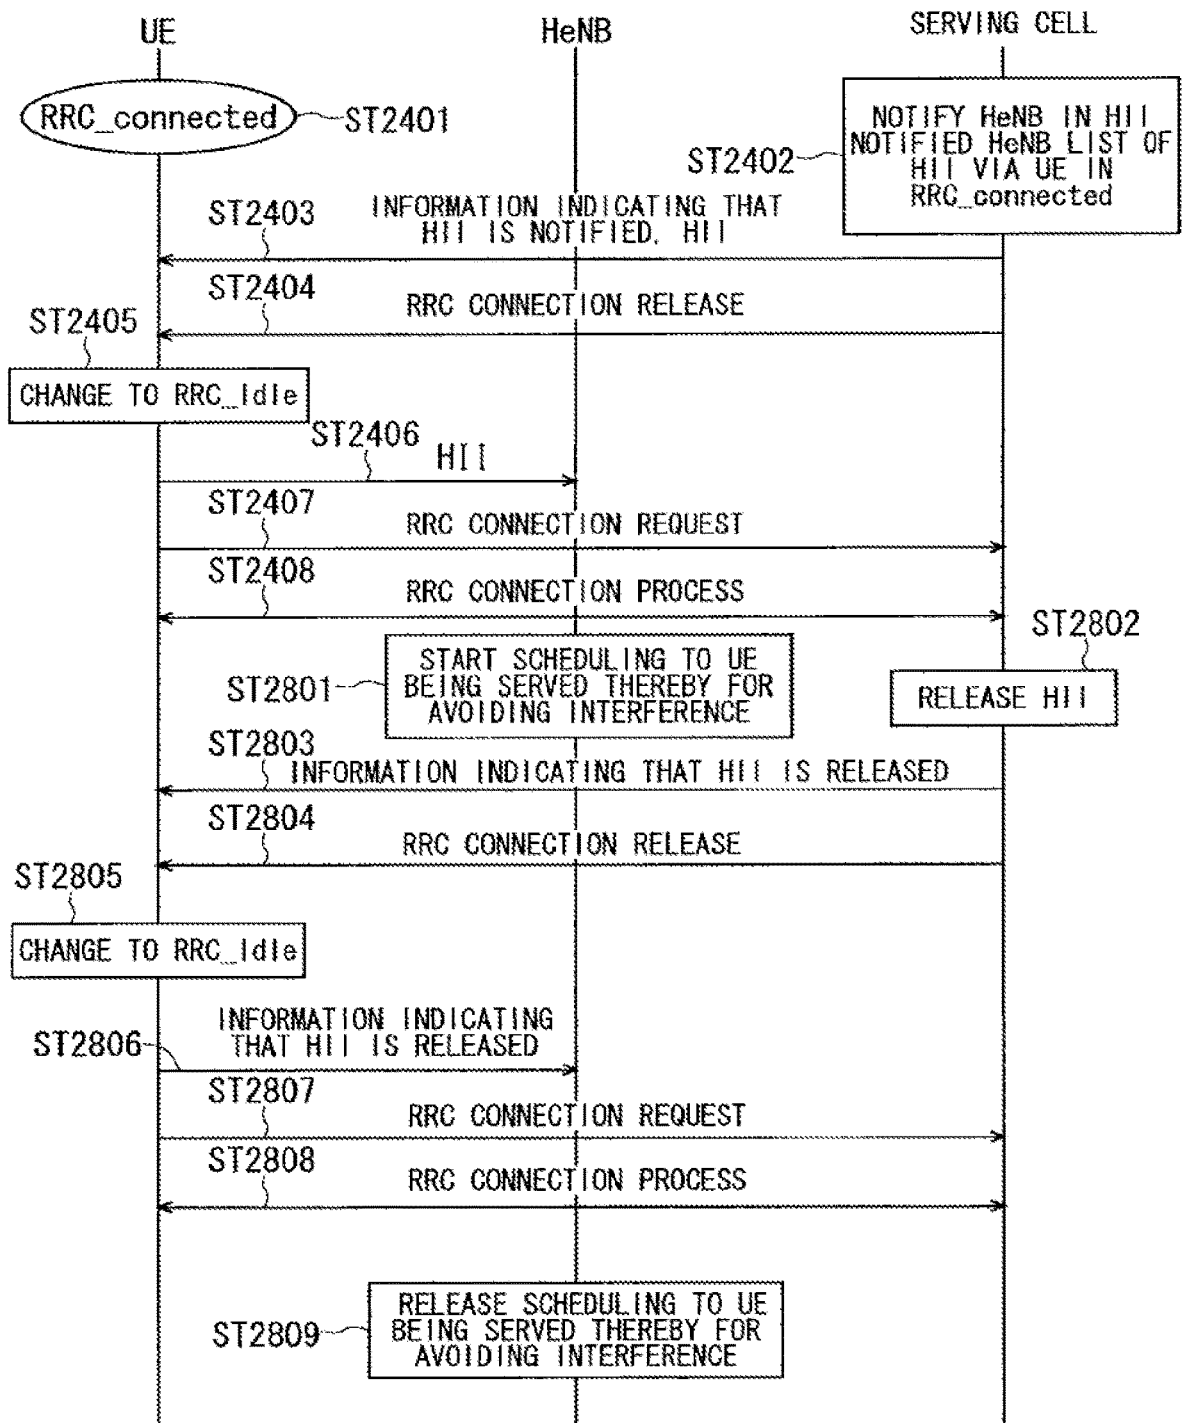 UE
HeNB
SERVING CELL
RRC_connected
ST2401
NOTIFY HeNB IN HII
NOTIFIED HeNB LIST OF
HII VIA UE IN
RRC_connected
ST2402
ST2403
INFORMATION INDICATING THAT
HII IS NOTIFIED, HII
ST2404
RRC CONNECTION RELEASE
ST2405
CHANGE TO RRC_Idle
ST2406
HII
ST2407
RRC CONNECTION REQUEST
ST2408
RRC CONNECTION PROCESS
ST2802
START SCHEDULING TO UE
BEING SERVED THEREBY FOR
AVOIDING INTERFERENCE
ST2801
RELEASE HII
ST2803
INFORMATION INDICATING THAT HII IS RELEASED
ST2804
RRC CONNECTION RELEASE
ST2805
CHANGE TO RRC_Idle
INFORMATION INDICATING
THAT HII IS RELEASED
ST2806
ST2807
RRC CONNECTION REQUEST
ST2808
RRC CONNECTION PROCESS
RELEASE SCHEDULING TO UE
BEING SERVED THEREBY FOR
AVOIDING INTERFERENCE
ST2809